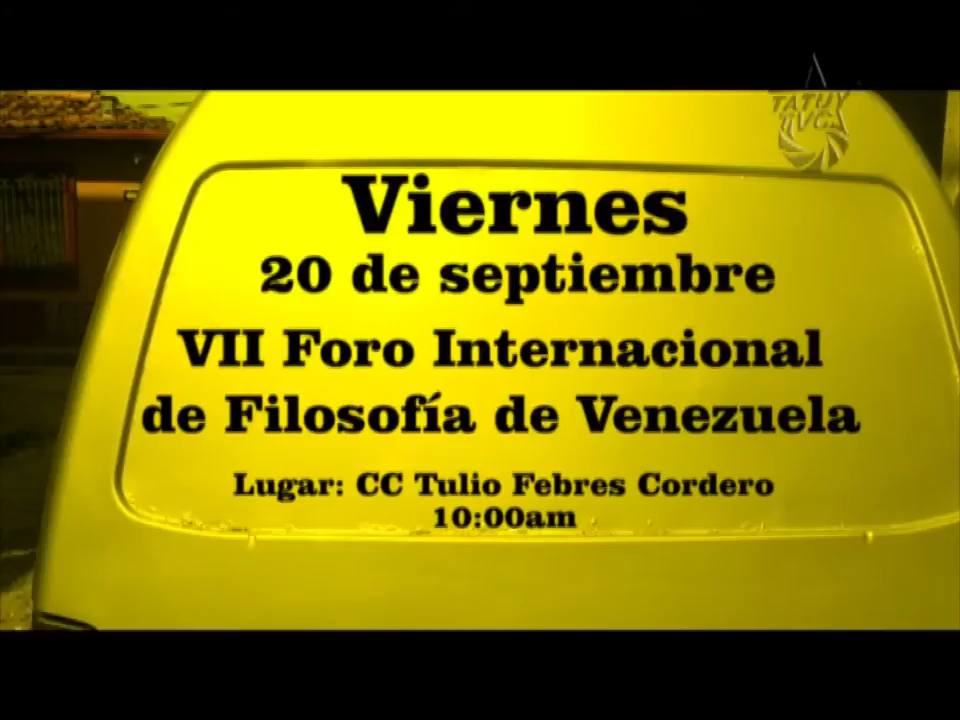 TATUY
TVC
Viernes
20 de septiembre
VII Foro Internacional
de Filosofía de Venezuela
Lugar: CC Tulio Febres Cordero
10:00am